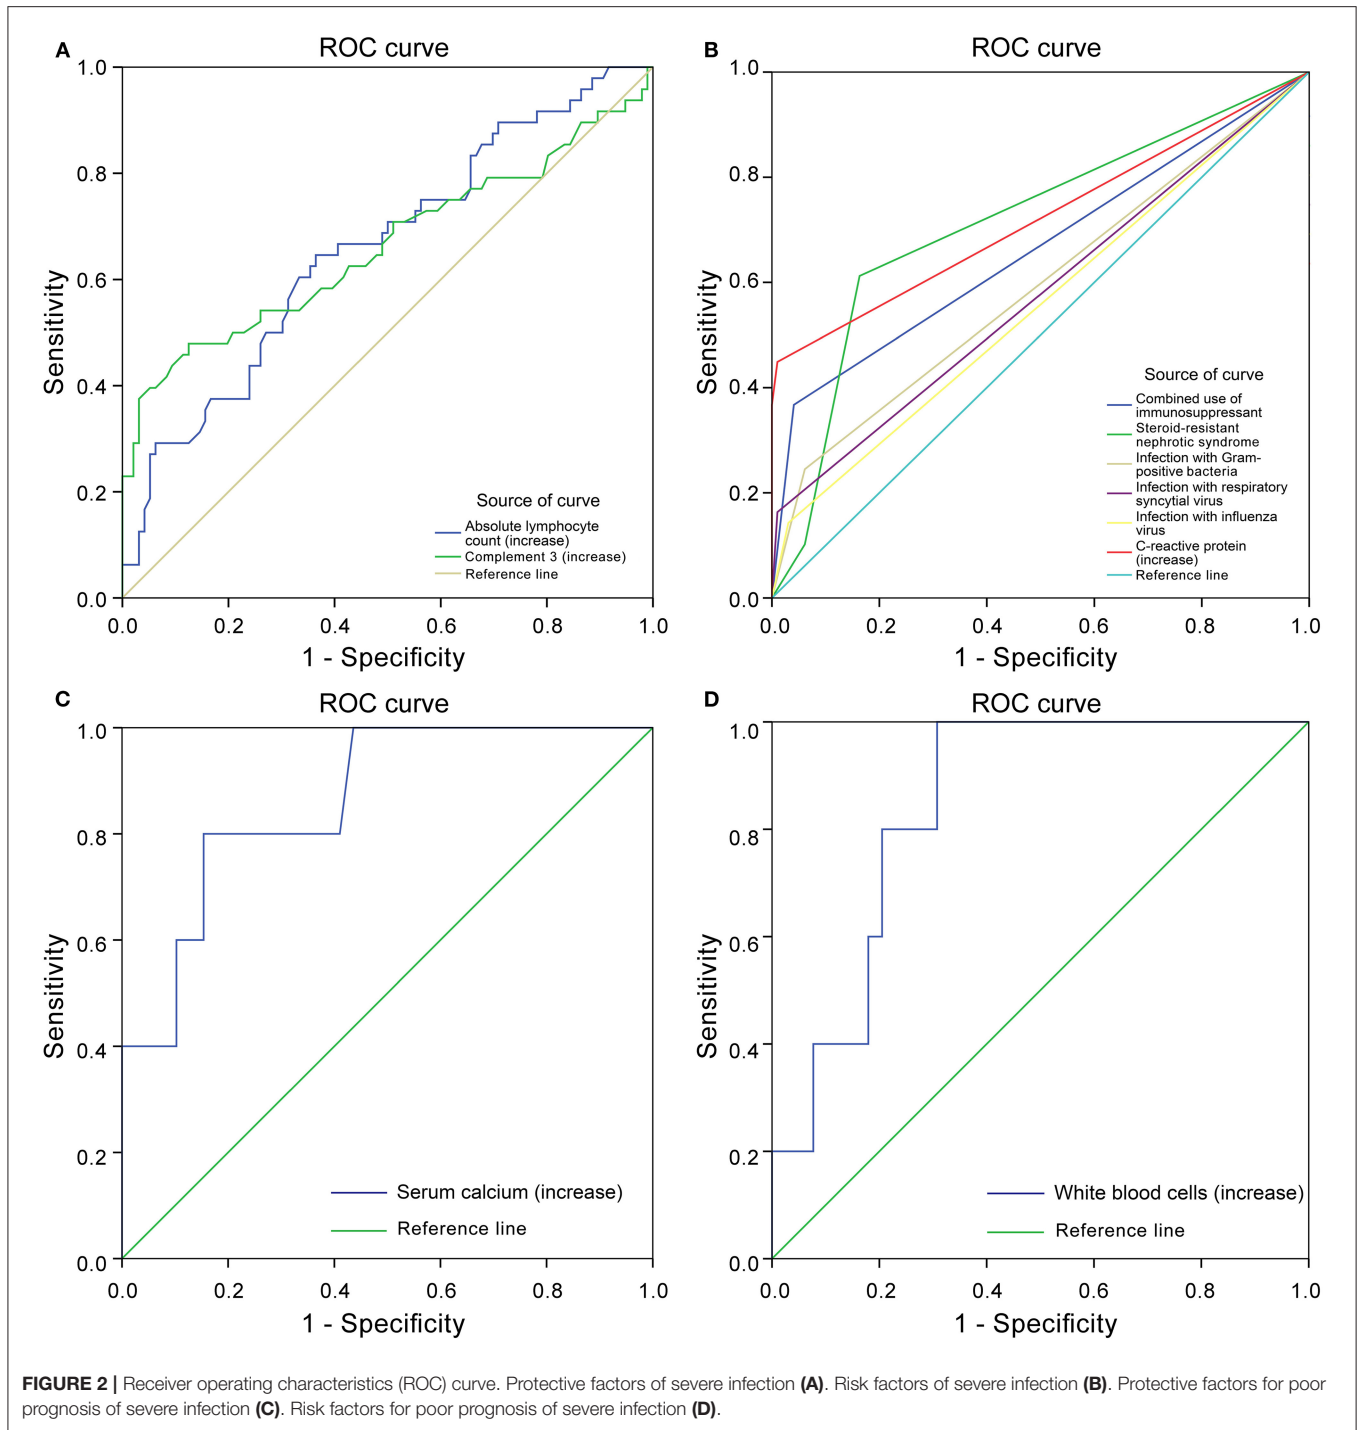 A
ROC curve
1.0
0.8
0.6
0.4
0.2
0.0
Sensitivity
Source of curve
Absolute lymphocyte
count (increase)
Complement 3 (increase)
Reference line
0.0 0.2 0.4 0.6 0.8 1.0
1 - Specificity
B
ROC curve
1.0
0.8
0.6
0.4
0.2
0.0
Sensitivity
Source of curve
Combined use of
immunosuppressant
Steroid-resistant
nephrotic syndrome
Infection with Gram-
positive bacteria
Infection with respiratory
syncytial virus
Infection with influenza
virus
C-reactive protein
(increase)
Reference line
0.0 0.2 0.4 0.6 0.8 1.0
1 - Specificity
C
ROC curve
1.0
0.8
0.6
0.4
0.2
0.0
Sensitivity
Serum calcium (increase)
Reference line
0.0 0.2 0.4 0.6 0.8 1.0
1 - Specificity
D
ROC curve
1.0
0.8
0.6
0.4
0.2
0.0
Sensitivity
White blood cells (increase)
Reference line
0.0 0.2 0.4 0.6 0.8 1.0
1 - Specificity
FIGURE 2 | Receiver operating characteristics (ROC) curve. Protective factors of severe infection (A). Risk factors of severe infection (B). Protective factors for poor
prognosis of severe infection (C). Risk factors for poor prognosis of severe infection (D).